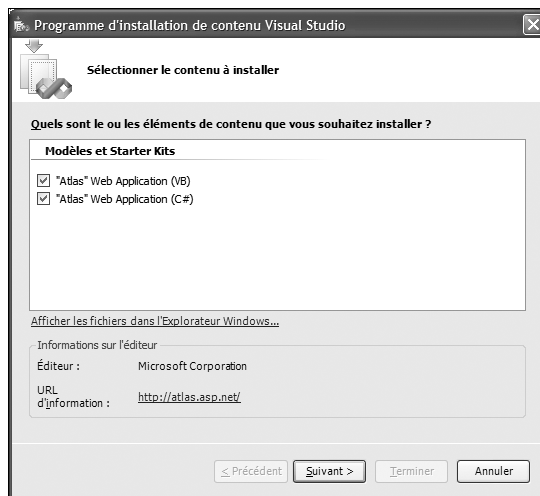 Programme d'installation de contenu Visual Studio
Sélectionner le contenu à installer
Quels sont le ou les éléments de contenu que vous souhaitez installer ?
Modèles et Starter Kits
"Atlas" Web Application (VB)
"Atlas" Web Application (C#)
Afficher les fichiers dans l'Explorateur Windows...
Informations sur l'éditeur
Éditeur : Microsoft Corporation
URL
d'information : http://atlas.asp.net/
< Précédent Suivant > Terminer Annuler